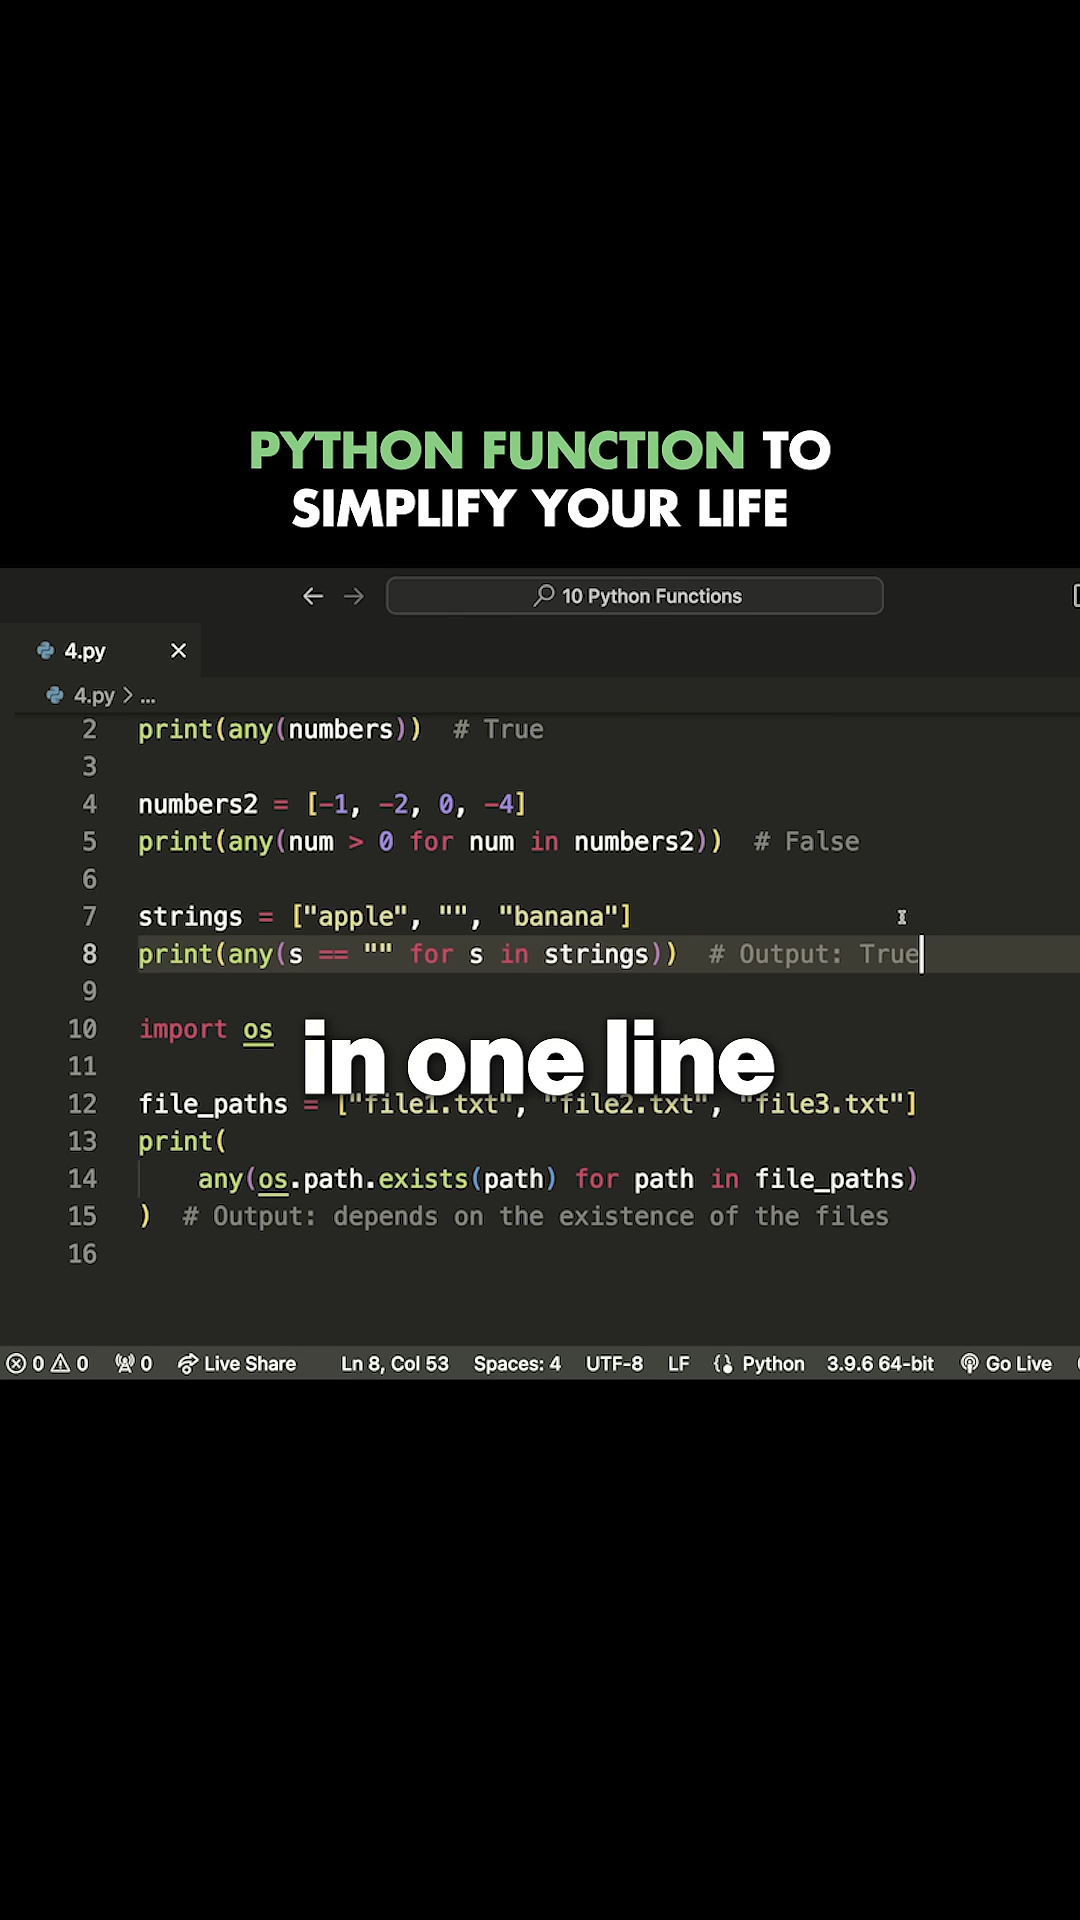 PYTHON FUNCTION TO
SIMPLIFY YOUR LIFE
10 Python Functions
4.py
4.py > ...
2 print(any(numbers)) # True
3
4 numbers2 = [-1, -2, 0, -4]
5 print(any(num > 0 for num in numbers2)) # False
6
7 strings = ["apple", "", "banana"]
8 print(any(s == "" for s in strings)) # Output: True
9
10 import os
in one line
11
12 file_paths = ["file1.txt", "file2.txt", "file3.txt"]
13 print(
14 any(os.path.exists(path) for path in file_paths)
15 ) # Output: depends on the existence of the files
16
0 0 0 Live Share Ln 8, Col 53 Spaces: 4 UTF-8 LF Python 3.9.6 64-bit Go Live